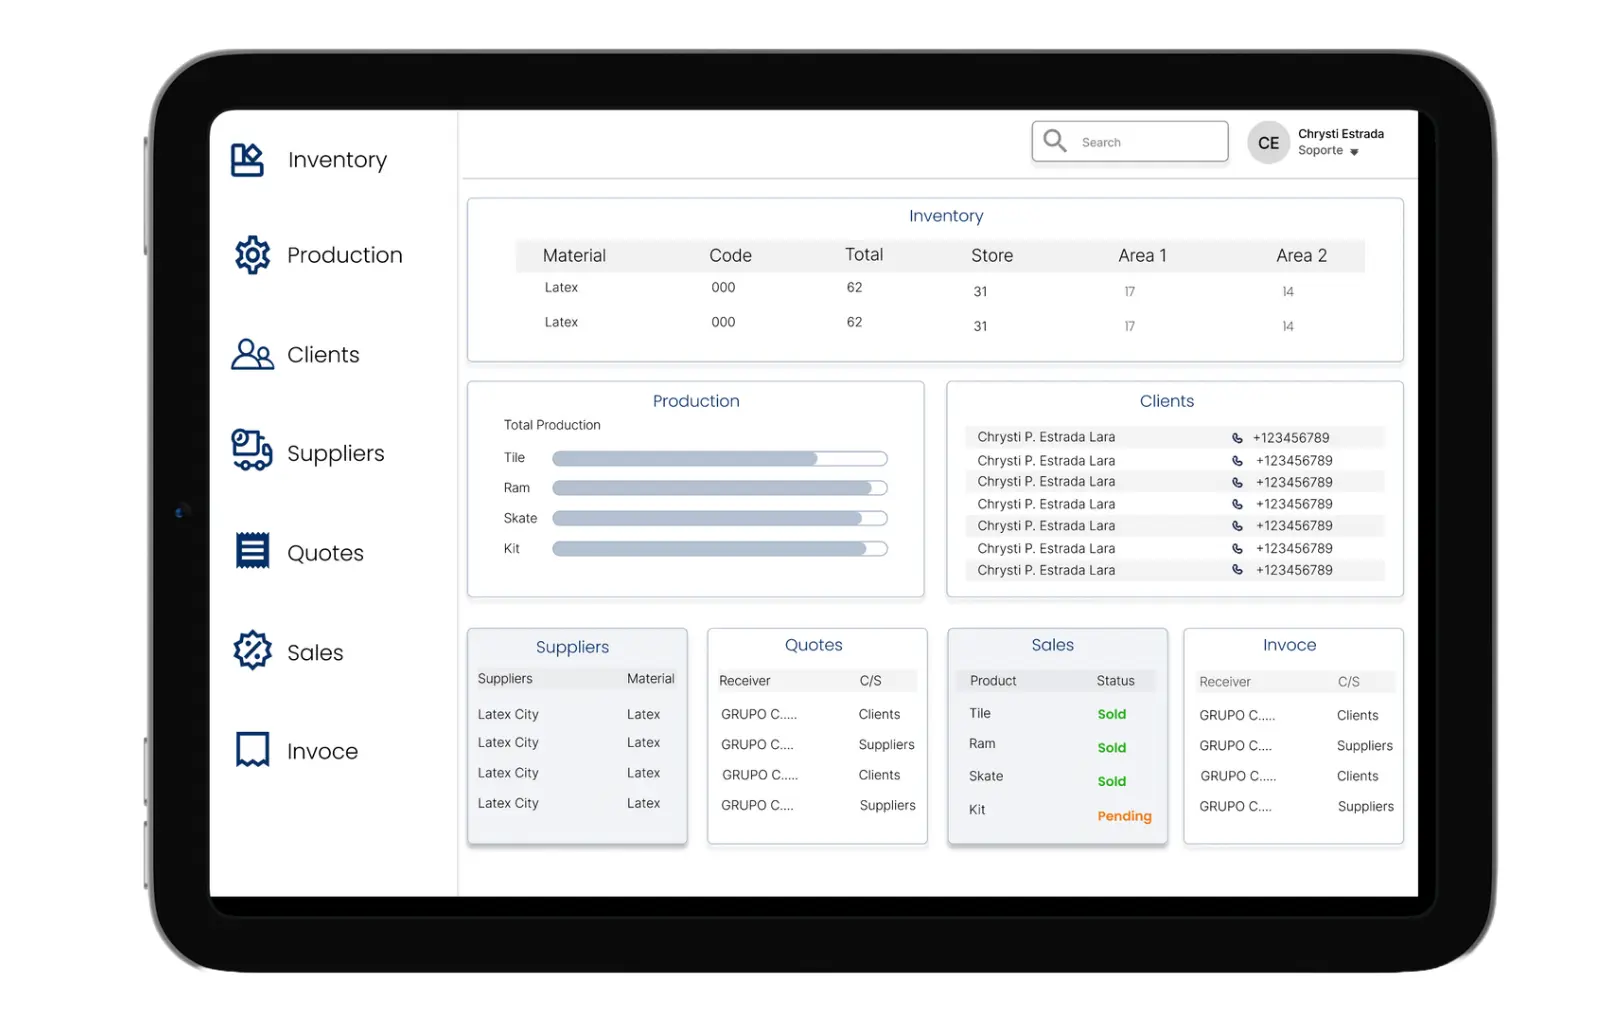 Inventory
Production
Clients
Suppliers
Quotes
Sales
Invoce
Search
CE
Chrysti Estrada
Soporte
Inventory
Material Code Total Store Area 1 Area 2
Latex 000 62 31 17 14
Latex 000 62 31 17 14
Production
Total Production
Tile
Ram
Skate
Kit
Clients
Chrysti P. Estrada Lara +123456789
Chrysti P. Estrada Lara +123456789
Chrysti P. Estrada Lara +123456789
Chrysti P. Estrada Lara +123456789
Chrysti P. Estrada Lara +123456789
Chrysti P. Estrada Lara +123456789
Chrysti P. Estrada Lara +123456789
Suppliers
Suppliers Material
Latex City Latex
Latex City Latex
Latex City Latex
Latex City Latex
Quotes
Receiver C/S
GRUPO C..... Clients
GRUPO C.... Suppliers
GRUPO C..... Clients
GRUPO C.... Suppliers
Sales
Product Status
Tile Sold
Ram Sold
Skate Sold
Kit Pending
Invoce
Receiver C/S
GRUPO C..... Clients
GRUPO C.... Suppliers
GRUPO C..... Clients
GRUPO C.... Suppliers